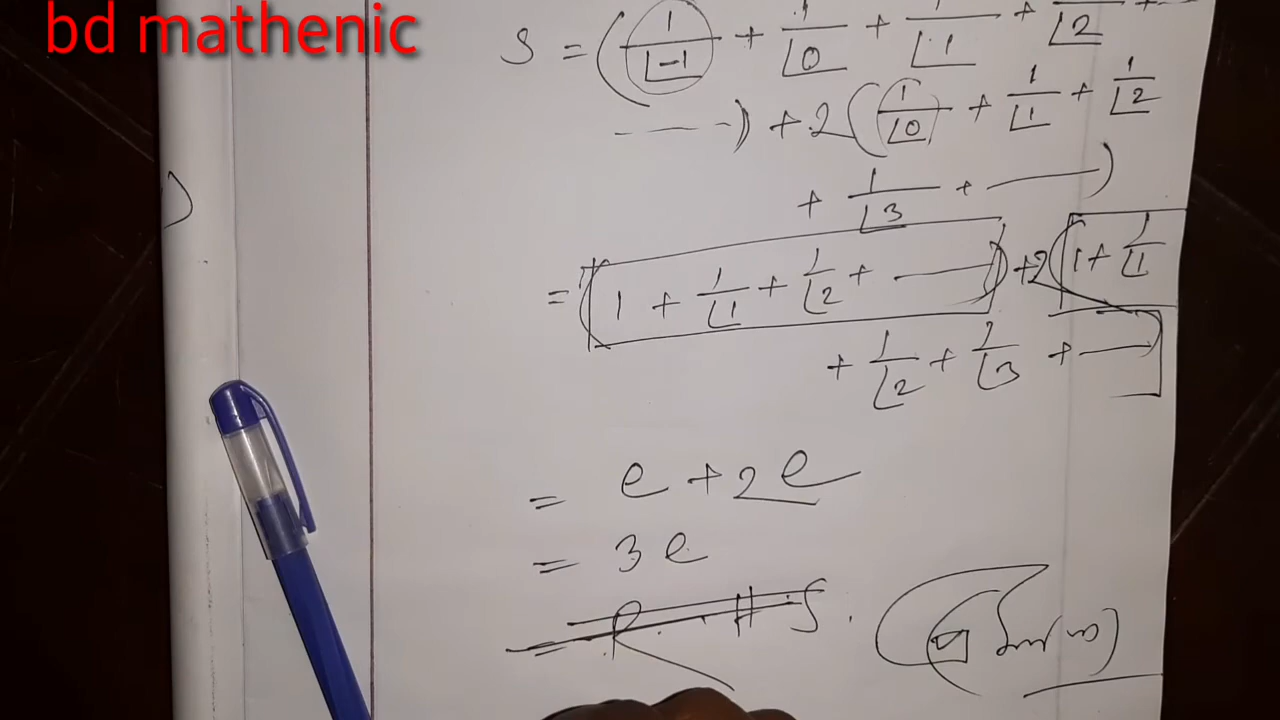 bd mathenic
S = (1/∟-1 + 1/∟0 + 1/∟1 + 1/∟2 + ---
------) + 2(1/∟0 + 1/∟1 + 1/∟2
+ 1/∟3 + ------)
= (1 + 1/∟1 + 1/∟2 + ------) + 2(1 + 1/∟1
+ 1/∟2 + 1/∟3 + ------)
= e + 2e
= 3e
= R. H. S.